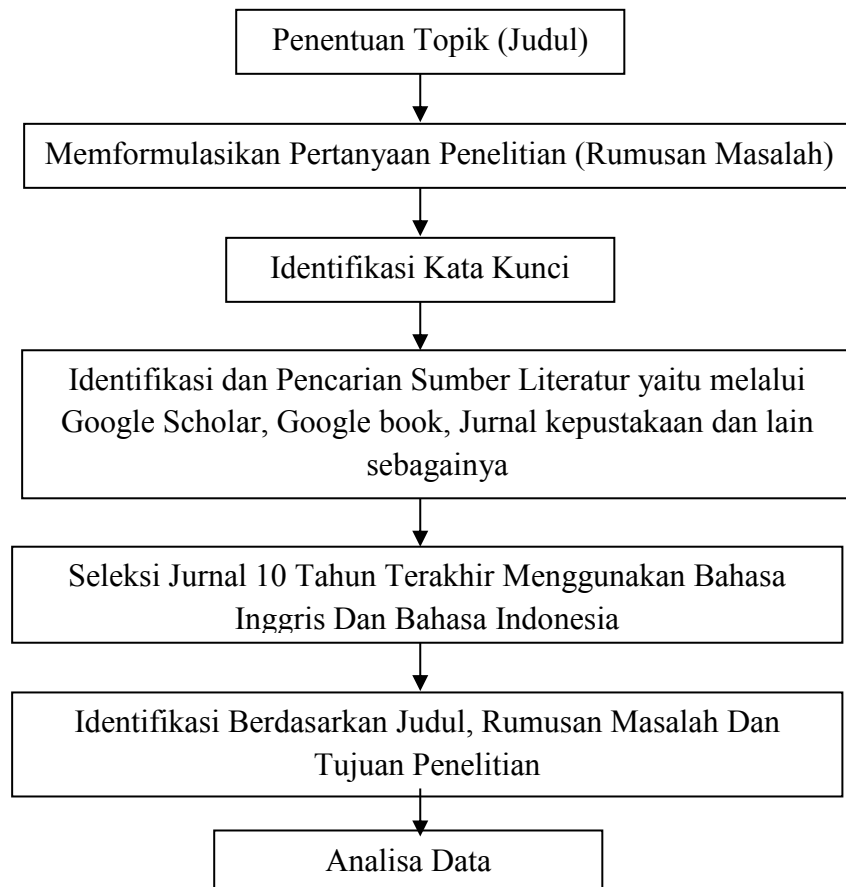 Penentuan Topik (Judul)
Memformulasikan Pertanyaan Penelitian (Rumusan Masalah)
Identifikasi Kata Kunci
Identifikasi dan Pencarian Sumber Literatur yaitu melalui
Google Scholar, Google book, Jurnal kepustakaan dan lain
sebagainya
Seleksi Jurnal 10 Tahun Terakhir Menggunakan Bahasa
Inggris Dan Bahasa Indonesia
Identifikasi Berdasarkan Judul, Rumusan Masalah Dan
Tujuan Penelitian
Analisa Data